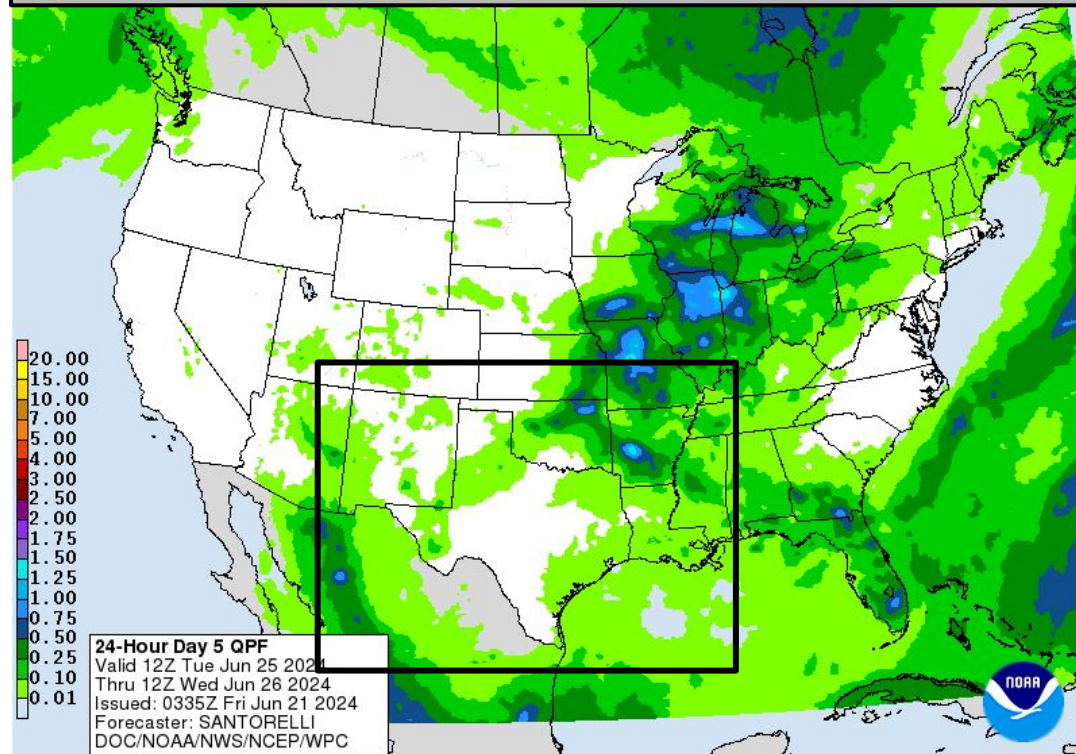 20.00
15.00
10.00
7.00
5.00
4.00
3.00
2.50
2.00
1.75
1.50
1.25
1.00
0.75
0.50
0.25
0.10
0.01
24-Hour Day 5 QPF
Valid 12Z Tue Jun 25 2024
Thru 12Z Wed Jun 26 2024
Issued: 0335Z Fri Jun 21 2024
Forecaster: SANTORELLI
DOC/NOAA/NWS/NCEP/WPC
NOAA